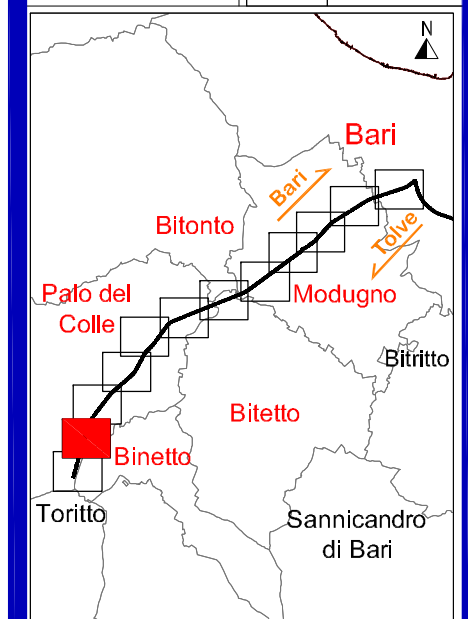 N
Bari
Bari
Tolve
Bitonto
Palo del
Colle
Modugno
Bitritto
Bitetto
Binetto
Toritto
Sannicandro
di Bari